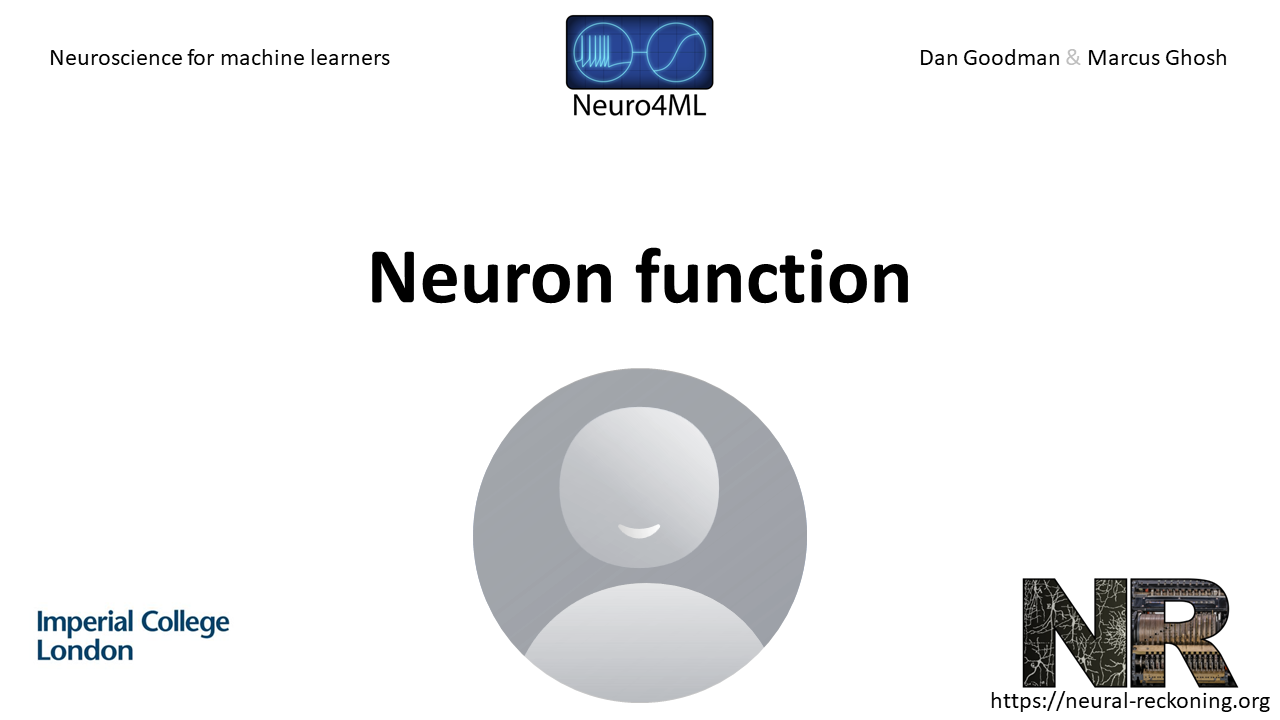 Neuroscience for machine learners
Neuro4ML
Dan Goodman & Marcus Ghosh
Neuron function
Imperial College
London
NR
https://neural-reckoning.org